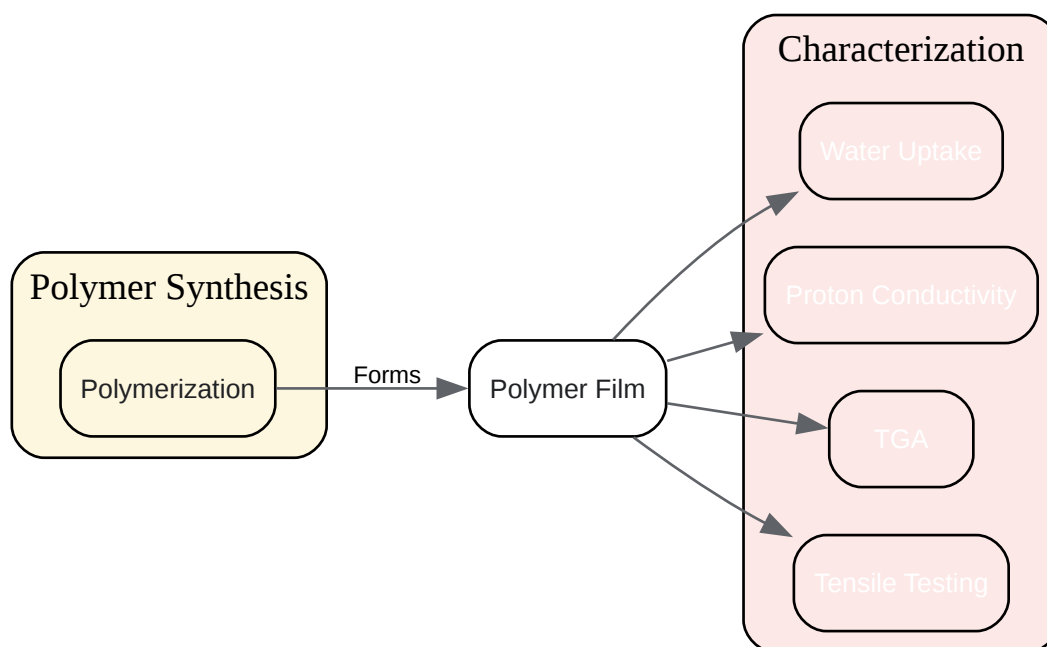 Characterization
Water Uptake
Polymer Synthesis
Proton Conductivity
Polymerization
Forms
Polymer Film
TGA
Tensile Testing